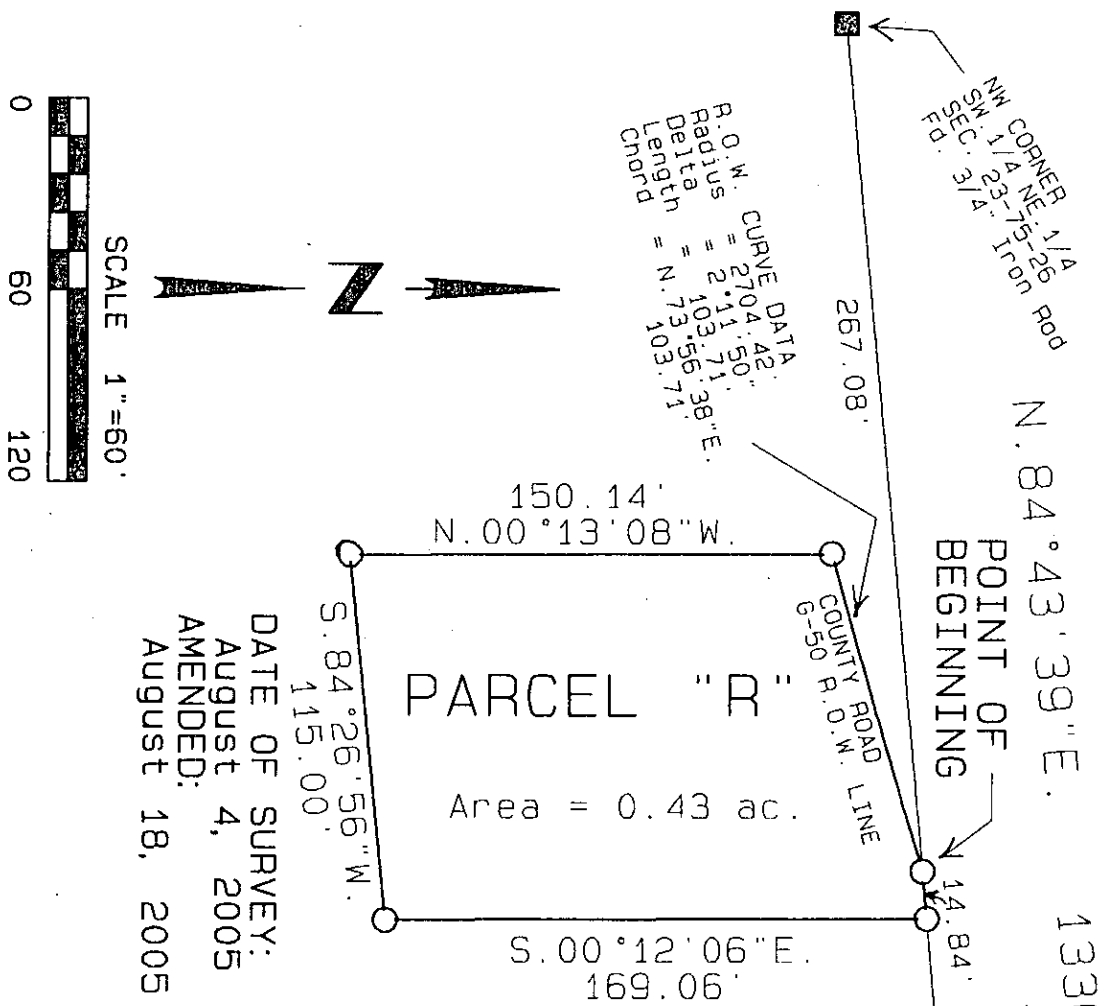 NW CORNER
SW. 1/4 NE. 1/4
SEC. 23-75-26
Fd. 3/4" Iron Rod
N. 84°43'39"E.
267.08'
R.O.W. CURVE DATA:
Radius = 2704.42'
Delta = 2°11'50"
Length = 103.71'
Chord = N.73°56'38"E.
103.71'
POINT OF
BEGINNING
14.84'
COUNTY ROAD
G-50 R.O.W. LINE
150.14'
N.00°13'08"W.
PARCEL "R"
Area = 0.43 ac.
S.84°26'56"W.
115.00'
S.00°12'06"E.
169.06'
DATE OF SURVEY:
August 4, 2005
AMENDED:
August 18, 2005
N
SCALE 1"=60'
0 60 120